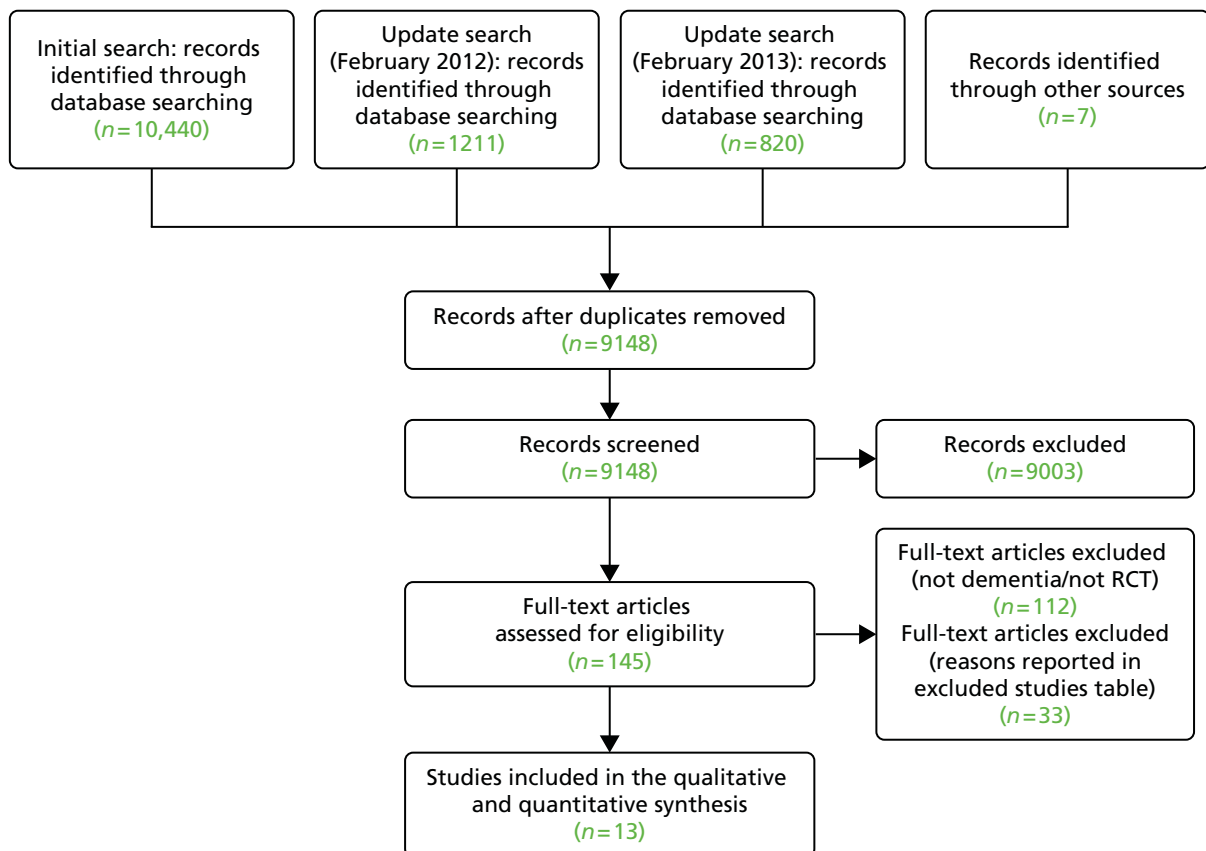 Initial search: records
identified through
database searching
(n=10,440)
Update search
(February 2012): records
identified through
database searching
(n=1211)
Update search
(February 2013): records
identified through
database searching
(n=820)
Records identified
through other sources
(n=7)
Records after duplicates removed
(n=9148)
Records screened
(n=9148)
Records excluded
(n=9003)
Full-text articles
assessed for eligibility
(n=145)
Full-text articles excluded
(not dementia/not RCT)
(n=112)
Full-text articles excluded
(reasons reported in
excluded studies table)
(n=33)
Studies included in the qualitative
and quantitative synthesis
(n=13)